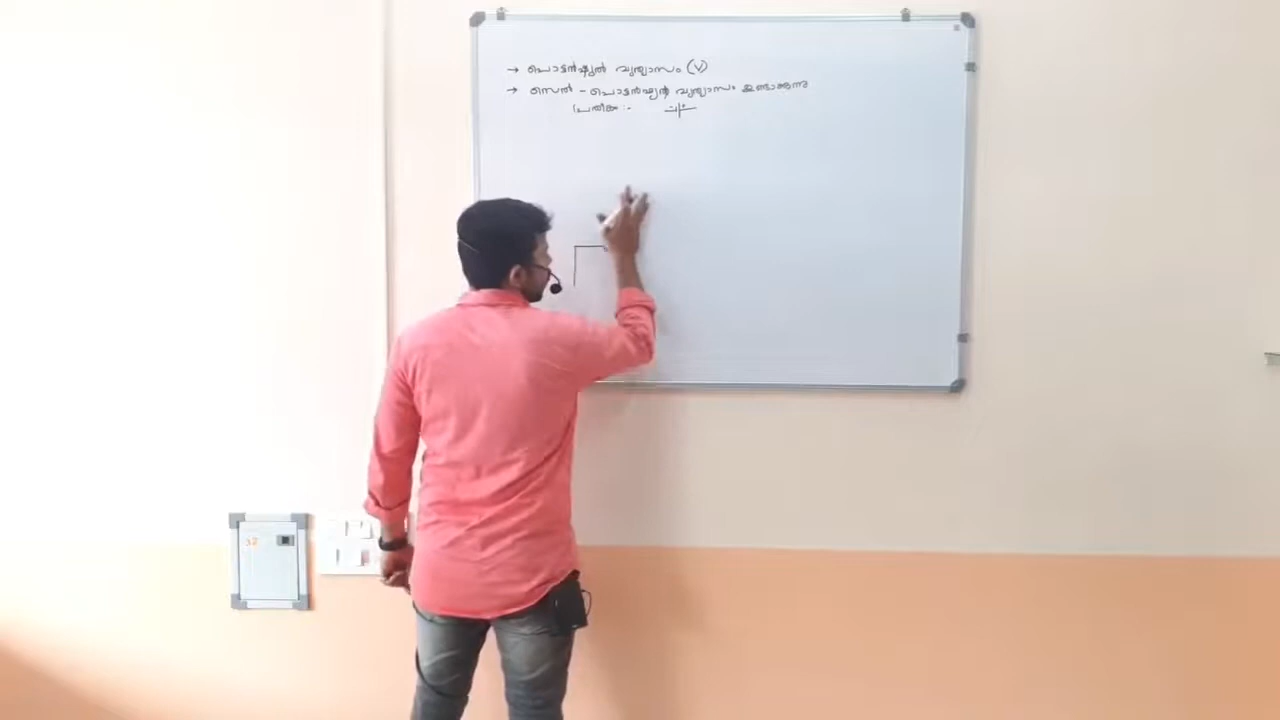 → പൊട്ടൻഷ്യൽ വ്യത്യാസം (V)
→ സെൽ - പൊട്ടൻഷ്യൽ വ്യത്യാസം ഉണ്ടാക്കുന്നു
പ്രതീകം :-